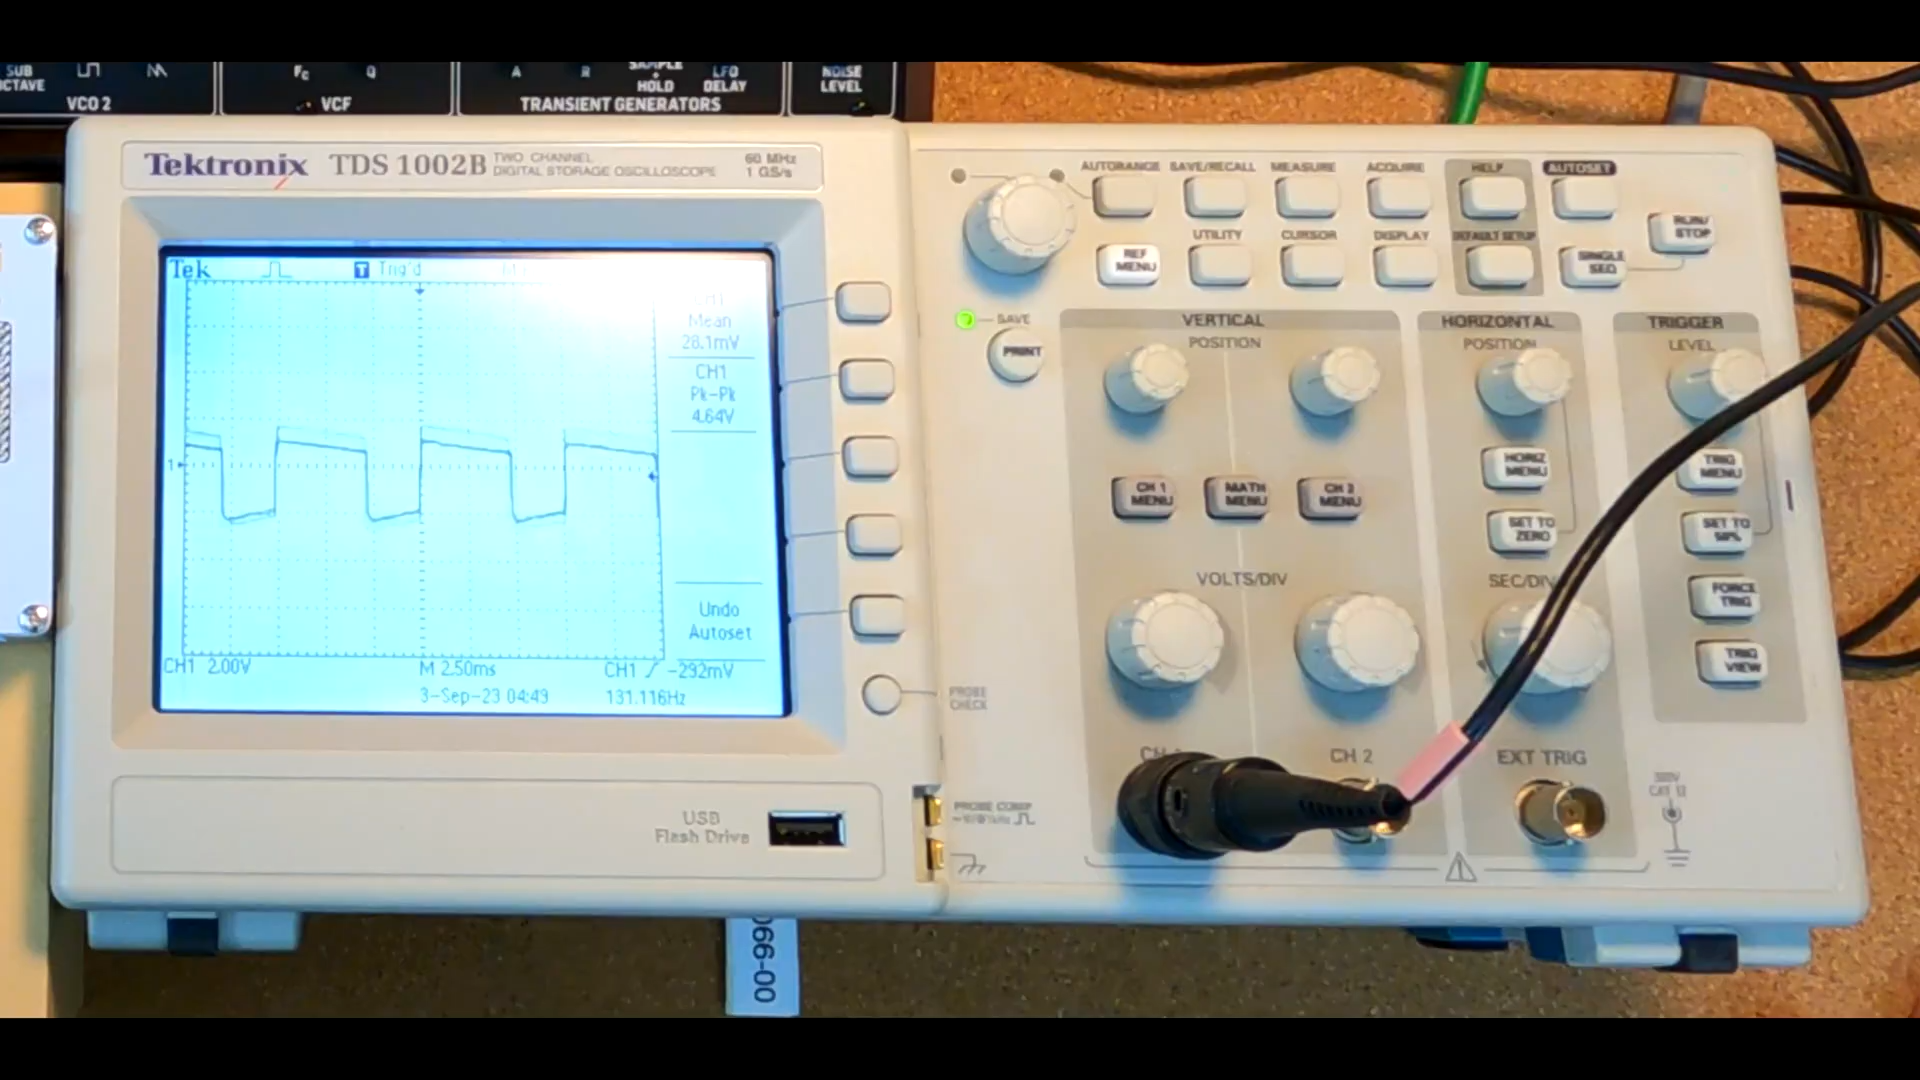 SUB
OCTAVE
VCO 2
Fc
Q
VCF
A
R
SAMPLE
HOLD
LFO
DELAY
TRANSIENT GENERATORS
NOISE
LEVEL
Tektronix
TDS 1002B
TWO CHANNEL
DIGITAL STORAGE OSCILLOSCOPE
60 MHz
1 GS/s
Tek
T Trig'd
CH1
Mean
28.1mV
CH1
Pk-Pk
4.64V
1
Undo
Autoset
CH1 2.00V
M 2.50ms
CH1 -292mV
3-Sep-23 04:49
131.116Hz
USB
Flash Drive
AUTORANGE
SAVE/RECALL
MEASURE
ACQUIRE
HELP
AUTOSET
REF
MENU
UTILITY
CURSOR
DISPLAY
DEFAULT SETUP
SINGLE
SEQ
RUN/
STOP
SAVE
PRINT
VERTICAL
POSITION
CH 1
MENU
MATH
MENU
CH 2
MENU
VOLTS/DIV
HORIZONTAL
POSITION
HORIZ
MENU
SET TO
ZERO
SEC/DIV
TRIGGER
LEVEL
TRIG
MENU
SET TO
50%
FORCE
TRIG
TRIG
VIEW
PROBE
CHECK
CH 2
EXT TRIG
300V
CAT II
PROBE COMP